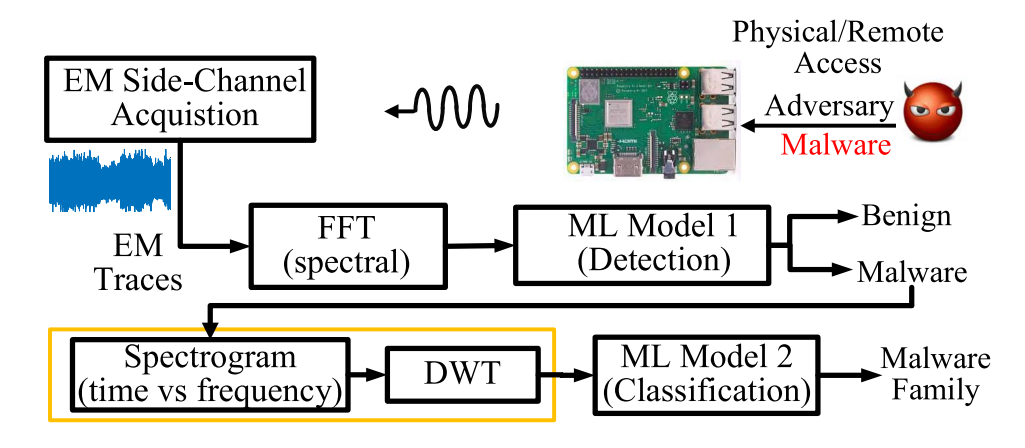 Physical/Remote
Access
Adversary
Malware
EM Side-Channel
Acquistion
EM
Traces
FFT
(spectral)
ML Model 1
(Detection)
Benign
Malware
Spectrogram
(time vs frequency)
DWT
ML Model 2
(Classification)
Malware
Family